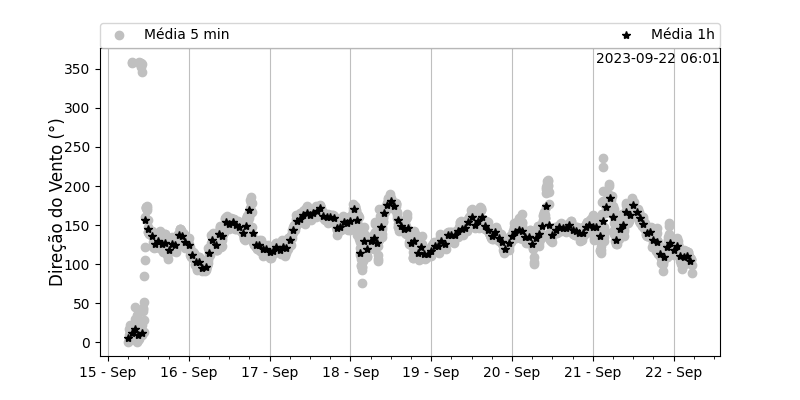 Média 5 min
Média 1h
2023-09-22 06:01
Direção do Vento (°)
350
300
250
200
150
100
50
0
15 - Sep
16 - Sep
17 - Sep
18 - Sep
19 - Sep
20 - Sep
21 - Sep
22 - Sep